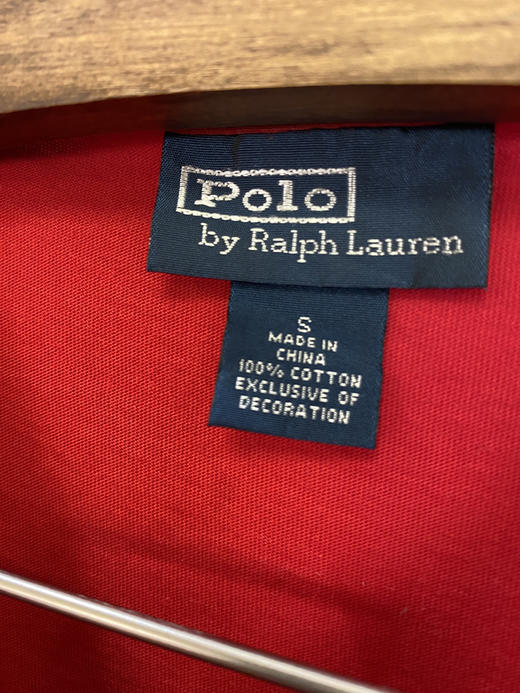 Polo
by Ralph Lauren
S
MADE IN
CHINA
100% COTTON
EXCLUSIVE OF
DECORATION